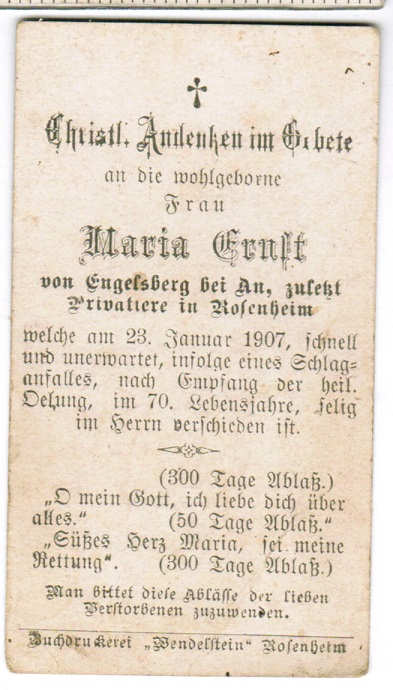 Christl. Andenken im Gebete
an die wohlgeborne
Frau
Maria Ernst
von Engelsberg bei Au, zuletzt
Privatiere in Rosenheim
welche am 23. Januar 1907, schnell
und unerwartet, infolge eines Schlag=
anfalles, nach Empfang der heil.
Oelung, im 70. Lebensjahre, selig
im Herrn verschieden ist.
(300 Tage Ablaß.)
„O mein Gott, ich liebe dich über
alles.“ (50 Tage Ablaß.“
„Süßes Herz Maria, sei meine
Rettung“. (300 Tage Ablaß.)
Man bittet diese Ablässe der lieben
Verstorbenen zuzuwenden.
Buchdruckerei „Wendelstein“ Rosenheim